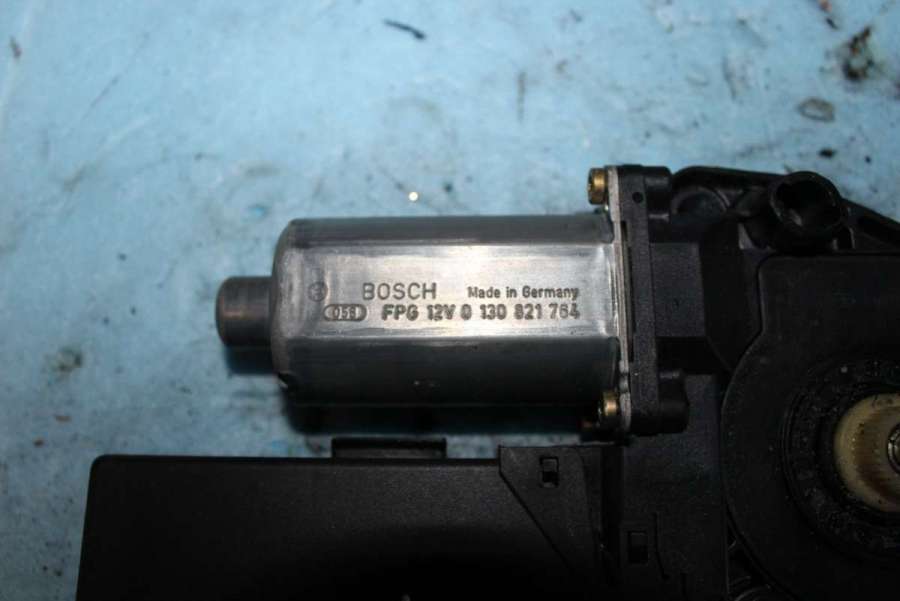 BOSCH Made in Germany
058 FPG 12V 0 130 821 764